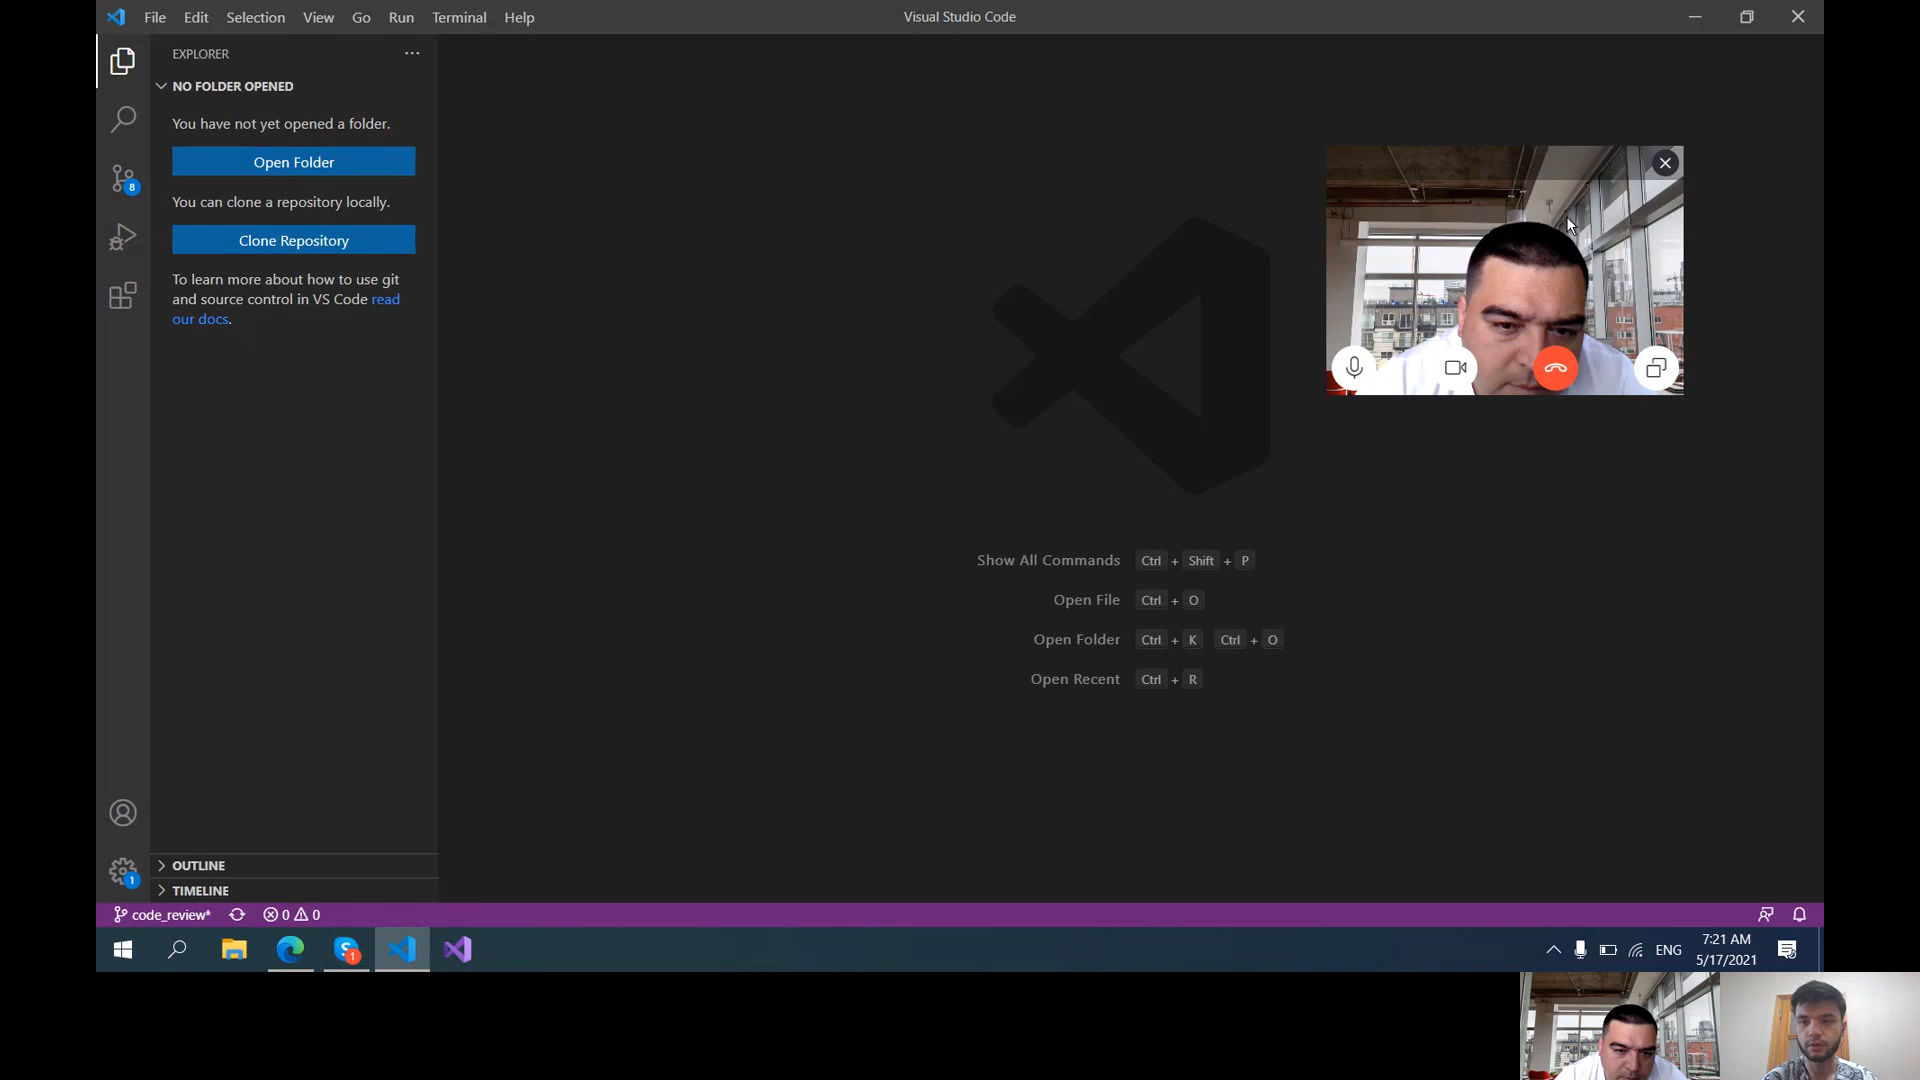 File Edit Selection View Go Run Terminal Help
Visual Studio Code
EXPLORER
NO FOLDER OPENED
You have not yet opened a folder.
Open Folder
You can clone a repository locally.
Clone Repository
To learn more about how to use git
and source control in VS Code read
our docs.
8
Show All Commands Ctrl + Shift + P
Open File Ctrl + O
Open Folder Ctrl + K Ctrl + O
Open Recent Ctrl + R
1
OUTLINE
TIMELINE
code_review* 0 0
S 1
ENG
7:21 AM
5/17/2021